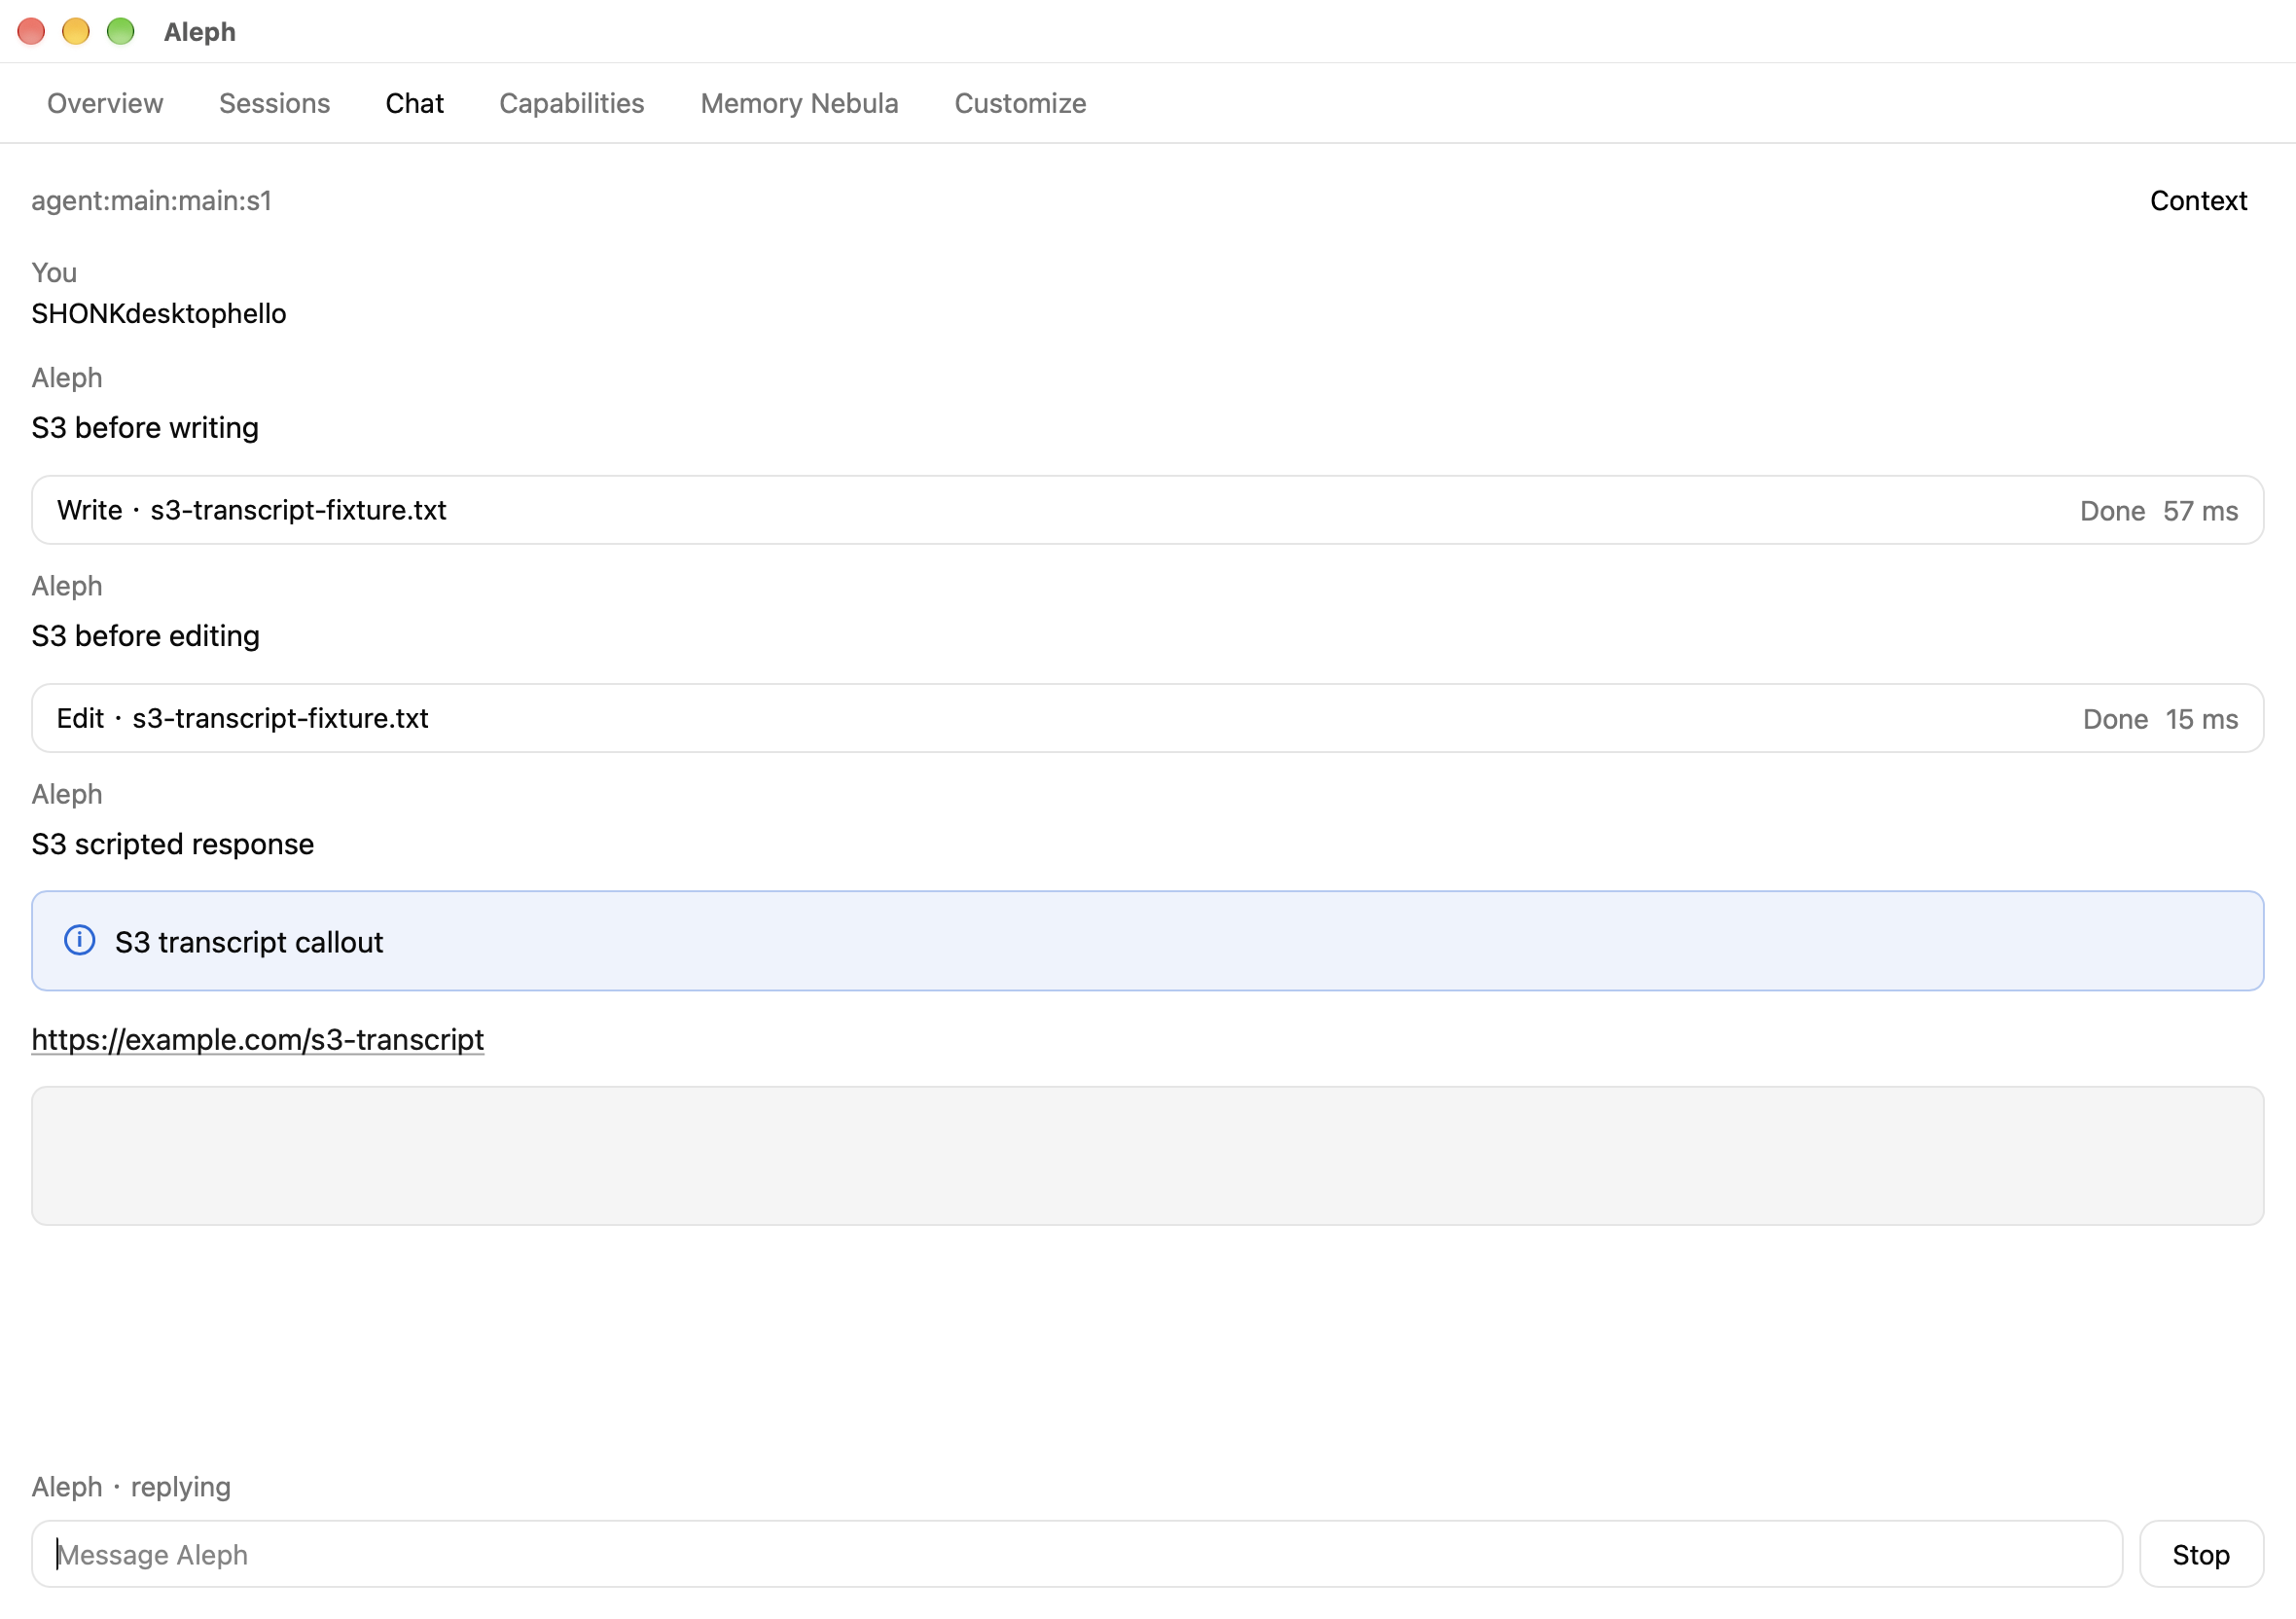 Aleph
Overview Sessions Chat Capabilities Memory Nebula Customize
agent:main:main:s1 Context
You
SHONKdesktophello
Aleph
S3 before writing
Write · s3-transcript-fixture.txt Done 57 ms
Aleph
S3 before editing
Edit · s3-transcript-fixture.txt Done 15 ms
Aleph
S3 scripted response
S3 transcript callout
https://example.com/s3-transcript
Aleph · replying
Message Aleph Stop